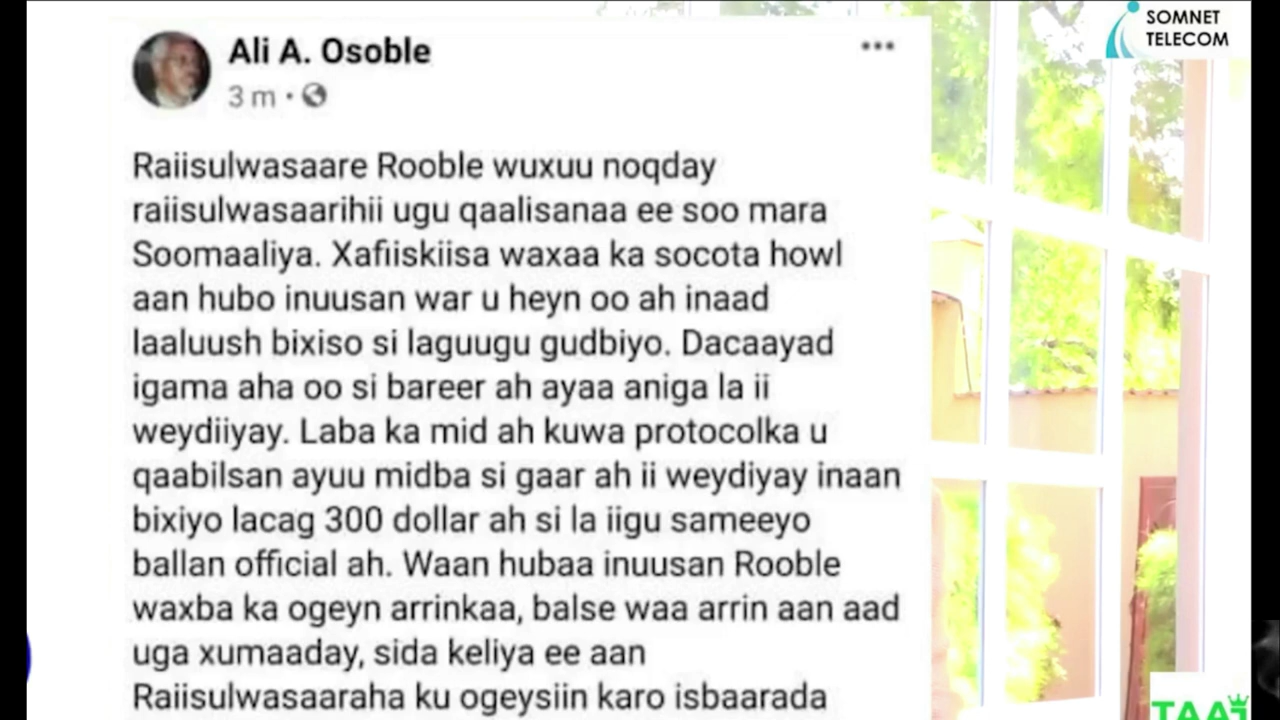 SOMNET
TELECOM
Ali A. Osoble
3 m
Raiisulwasaare Rooble wuxuu noqday
raiisulwasaarihii ugu qaalisanaa ee soo mara
Soomaaliya. Xafiiskiisa waxaa ka socota howl
aan hubo inuusan war u heyn oo ah inaad
laaluush bixiso si laguugu gudbiyo. Dacaayad
igama aha oo si bareer ah ayaa aniga la ii
weydiiyay. Laba ka mid ah kuwa protocolka u
qaabilsan ayuu midba si gaar ah ii weydiyay inaan
bixiyo lacag 300 dollar ah si la iigu sameeyo
ballan official ah. Waan hubaa inuusan Rooble
waxba ka ogeyn arrinkaa, balse waa arrin aan aad
uga xumaaday, sida keliya ee aan
Raiisulwasaaraha ku ogeysiin karo isbaarada
TAAJ